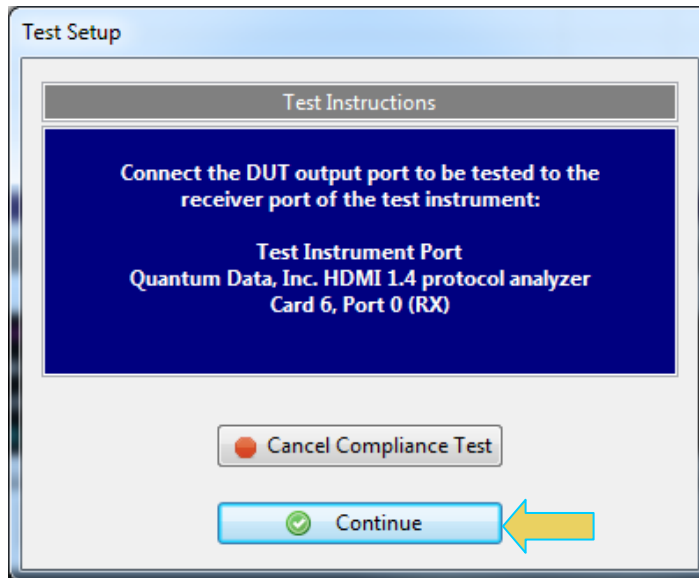 Test Setup
Test Instructions
Connect the DUT output port to be tested to the
receiver port of the test instrument:
Test Instrument Port
Quantum Data, Inc. HDMI 1.4 protocol analyzer
Card 6, Port 0 (RX)
Cancel Compliance Test
Continue